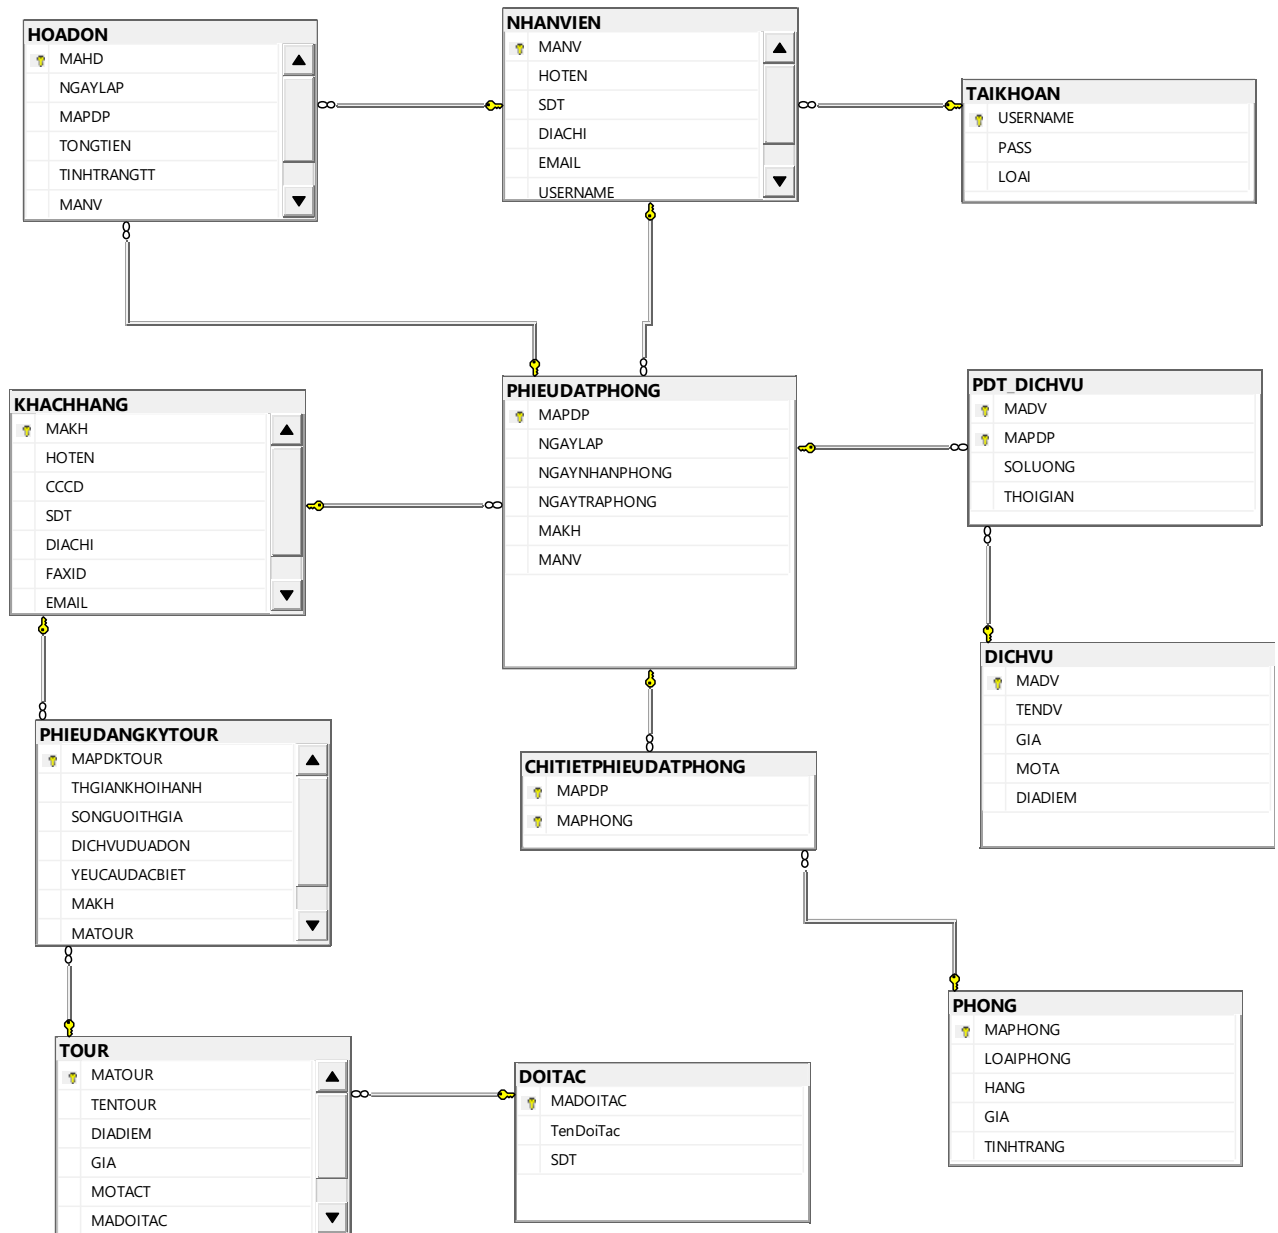 HOADON
MAHD
NGAYLAP
MAPDP
TONGTIEN
TINHTRANGTT
MANV
NHANVIEN
MANV
HOTEN
SDT
DIACHI
EMAIL
USERNAME
TAIKHOAN
USERNAME
PASS
LOAI
KHACHHANG
MAKH
HOTEN
CCCD
SDT
DIACHI
FAXID
EMAIL
PHIEUDATPHONG
MAPDP
NGAYLAP
NGAYNHANPHONG
NGAYTRAPHONG
MAKH
MANV
PDT_DICHVU
MADV
MAPDP
SOLUONG
THOIGIAN
DICHVU
MADV
TENDV
GIA
MOTA
DIADIEM
PHIEUDANGKYTOUR
MAPDKTOUR
THGIANKHOIHANH
SONGUOITHGIA
DICHVUDUADON
YEUCAUDACBIET
MAKH
MATOUR
CHITIETPHIEUDATPHONG
MAPDP
MAPHONG
PHONG
MAPHONG
LOAIPHONG
HANG
GIA
TINHTRANG
TOUR
MATOUR
TENTOUR
DIADIEM
GIA
MOTACT
MADOITAC
DOITAC
MADOITAC
TenDoiTac
SDT